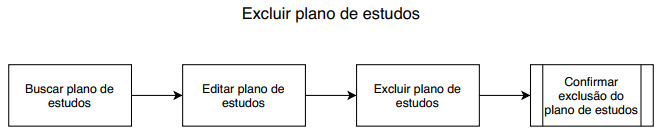 Excluir plano de estudos
Buscar plano de
estudos
Editar plano de
estudos
Excluir plano de
estudos
Confirmar
exclusão do
plano de estudos